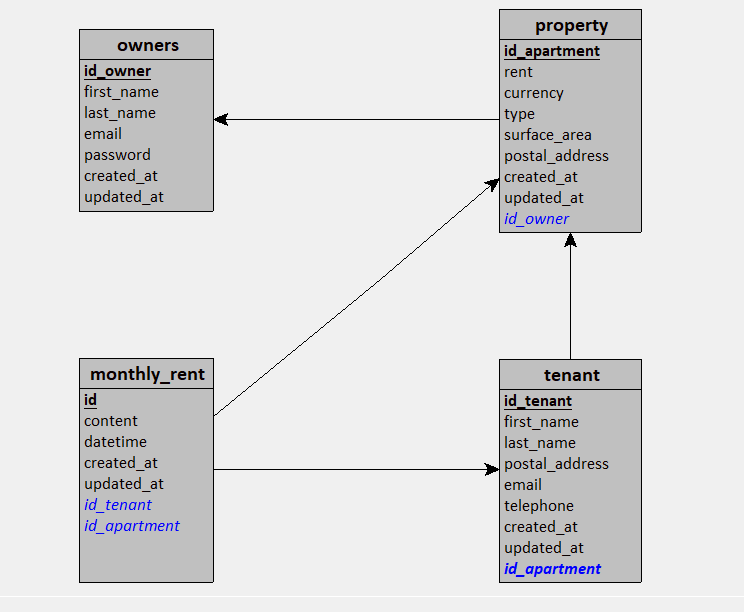 owners
id_owner
first_name
last_name
email
password
created_at
updated_at
property
id_apartment
rent
currency
type
surface_area
postal_address
created_at
updated_at
id_owner
monthly_rent
id
content
datetime
created_at
updated_at
id_tenant
id_apartment
tenant
id_tenant
first_name
last_name
postal_address
email
telephone
created_at
updated_at
id_apartment